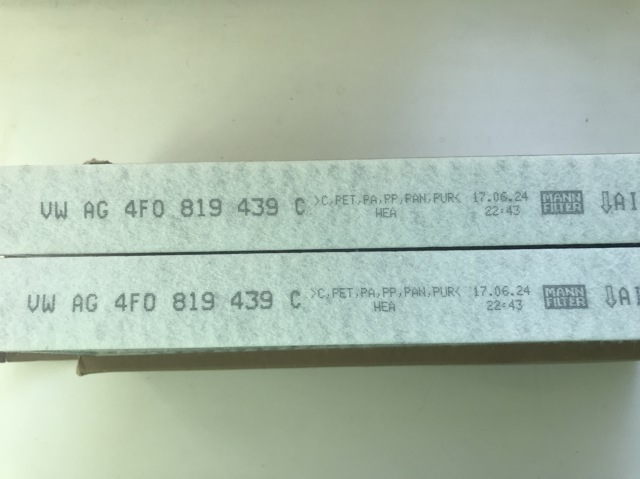 VW AG 4F0 819 439 C >C,PET,PA,PP,PAN,PUR< 17.06.24 MANN ⇩AI
HEA 22:43 FILTER
VW AG 4F0 819 439 C >C,PET,PA,PP,PAN,PUR< 17.06.24 MANN ⇩AI
HEA 22:43 FILTER